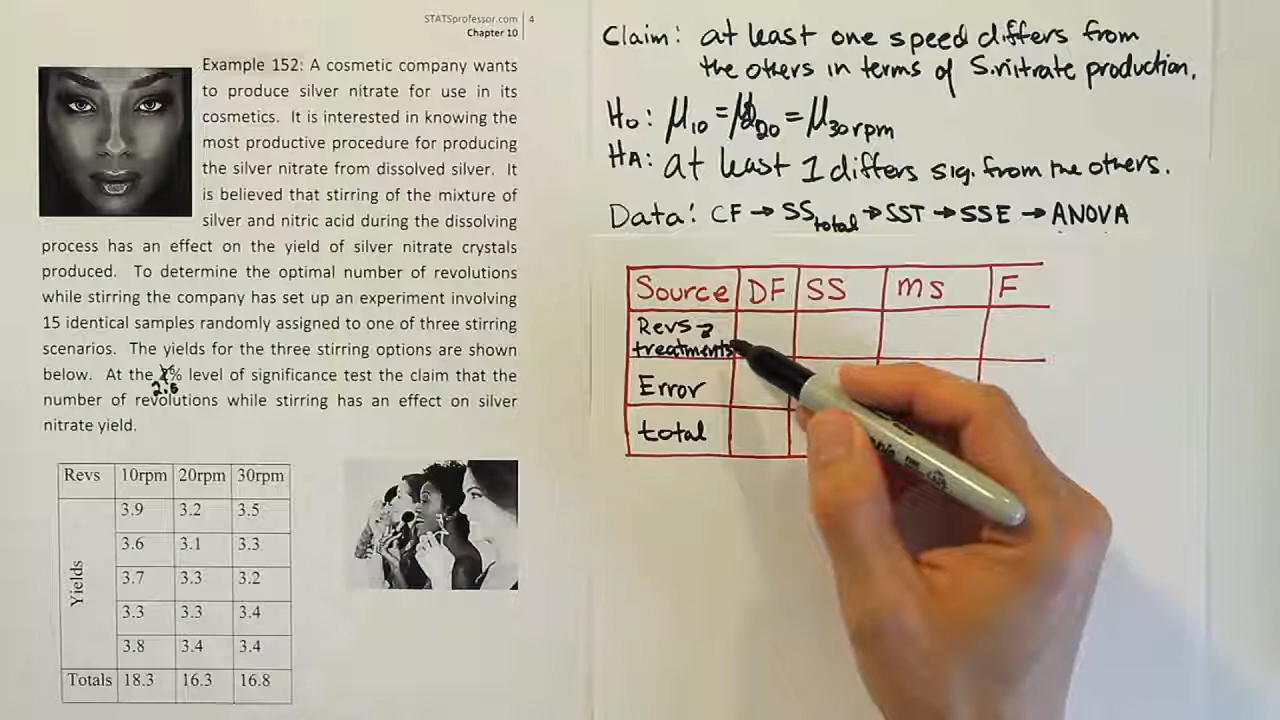 STATSprofessor.com 4
Chapter 10
Example 152: A cosmetic company wants
to produce silver nitrate for use in its
cosmetics. It is interested in knowing the
most productive procedure for producing
the silver nitrate from dissolved silver. It
is believed that stirring of the mixture of
silver and nitric acid during the dissolving
process has an effect on the yield of silver nitrate crystals
produced. To determine the optimal number of revolutions
while stirring the company has set up an experiment involving
15 identical samples randomly assigned to one of three stirring
scenarios. The yields for the three stirring options are shown
below. At the % level of significance test the claim that the
2.5
number of revolutions while stirring has an effect on silver
nitrate yield.
Revs 10rpm 20rpm 30rpm
Yields
3.9 3.2 3.5
3.6 3.1 3.3
3.7 3.3 3.2
3.3 3.3 3.4
3.8 3.4 3.4
Totals 18.3 16.3 16.8
Claim: at least one speed differs from
the others in terms of S.nitrate production.
Ho: μ10 = μ20 = μ30rpm
HA: at least 1 differs sig. from the others.
Data: CF → SStotal → SST → SSE → ANOVA
Source DF SS MS F
Revs
treatments
Error
total